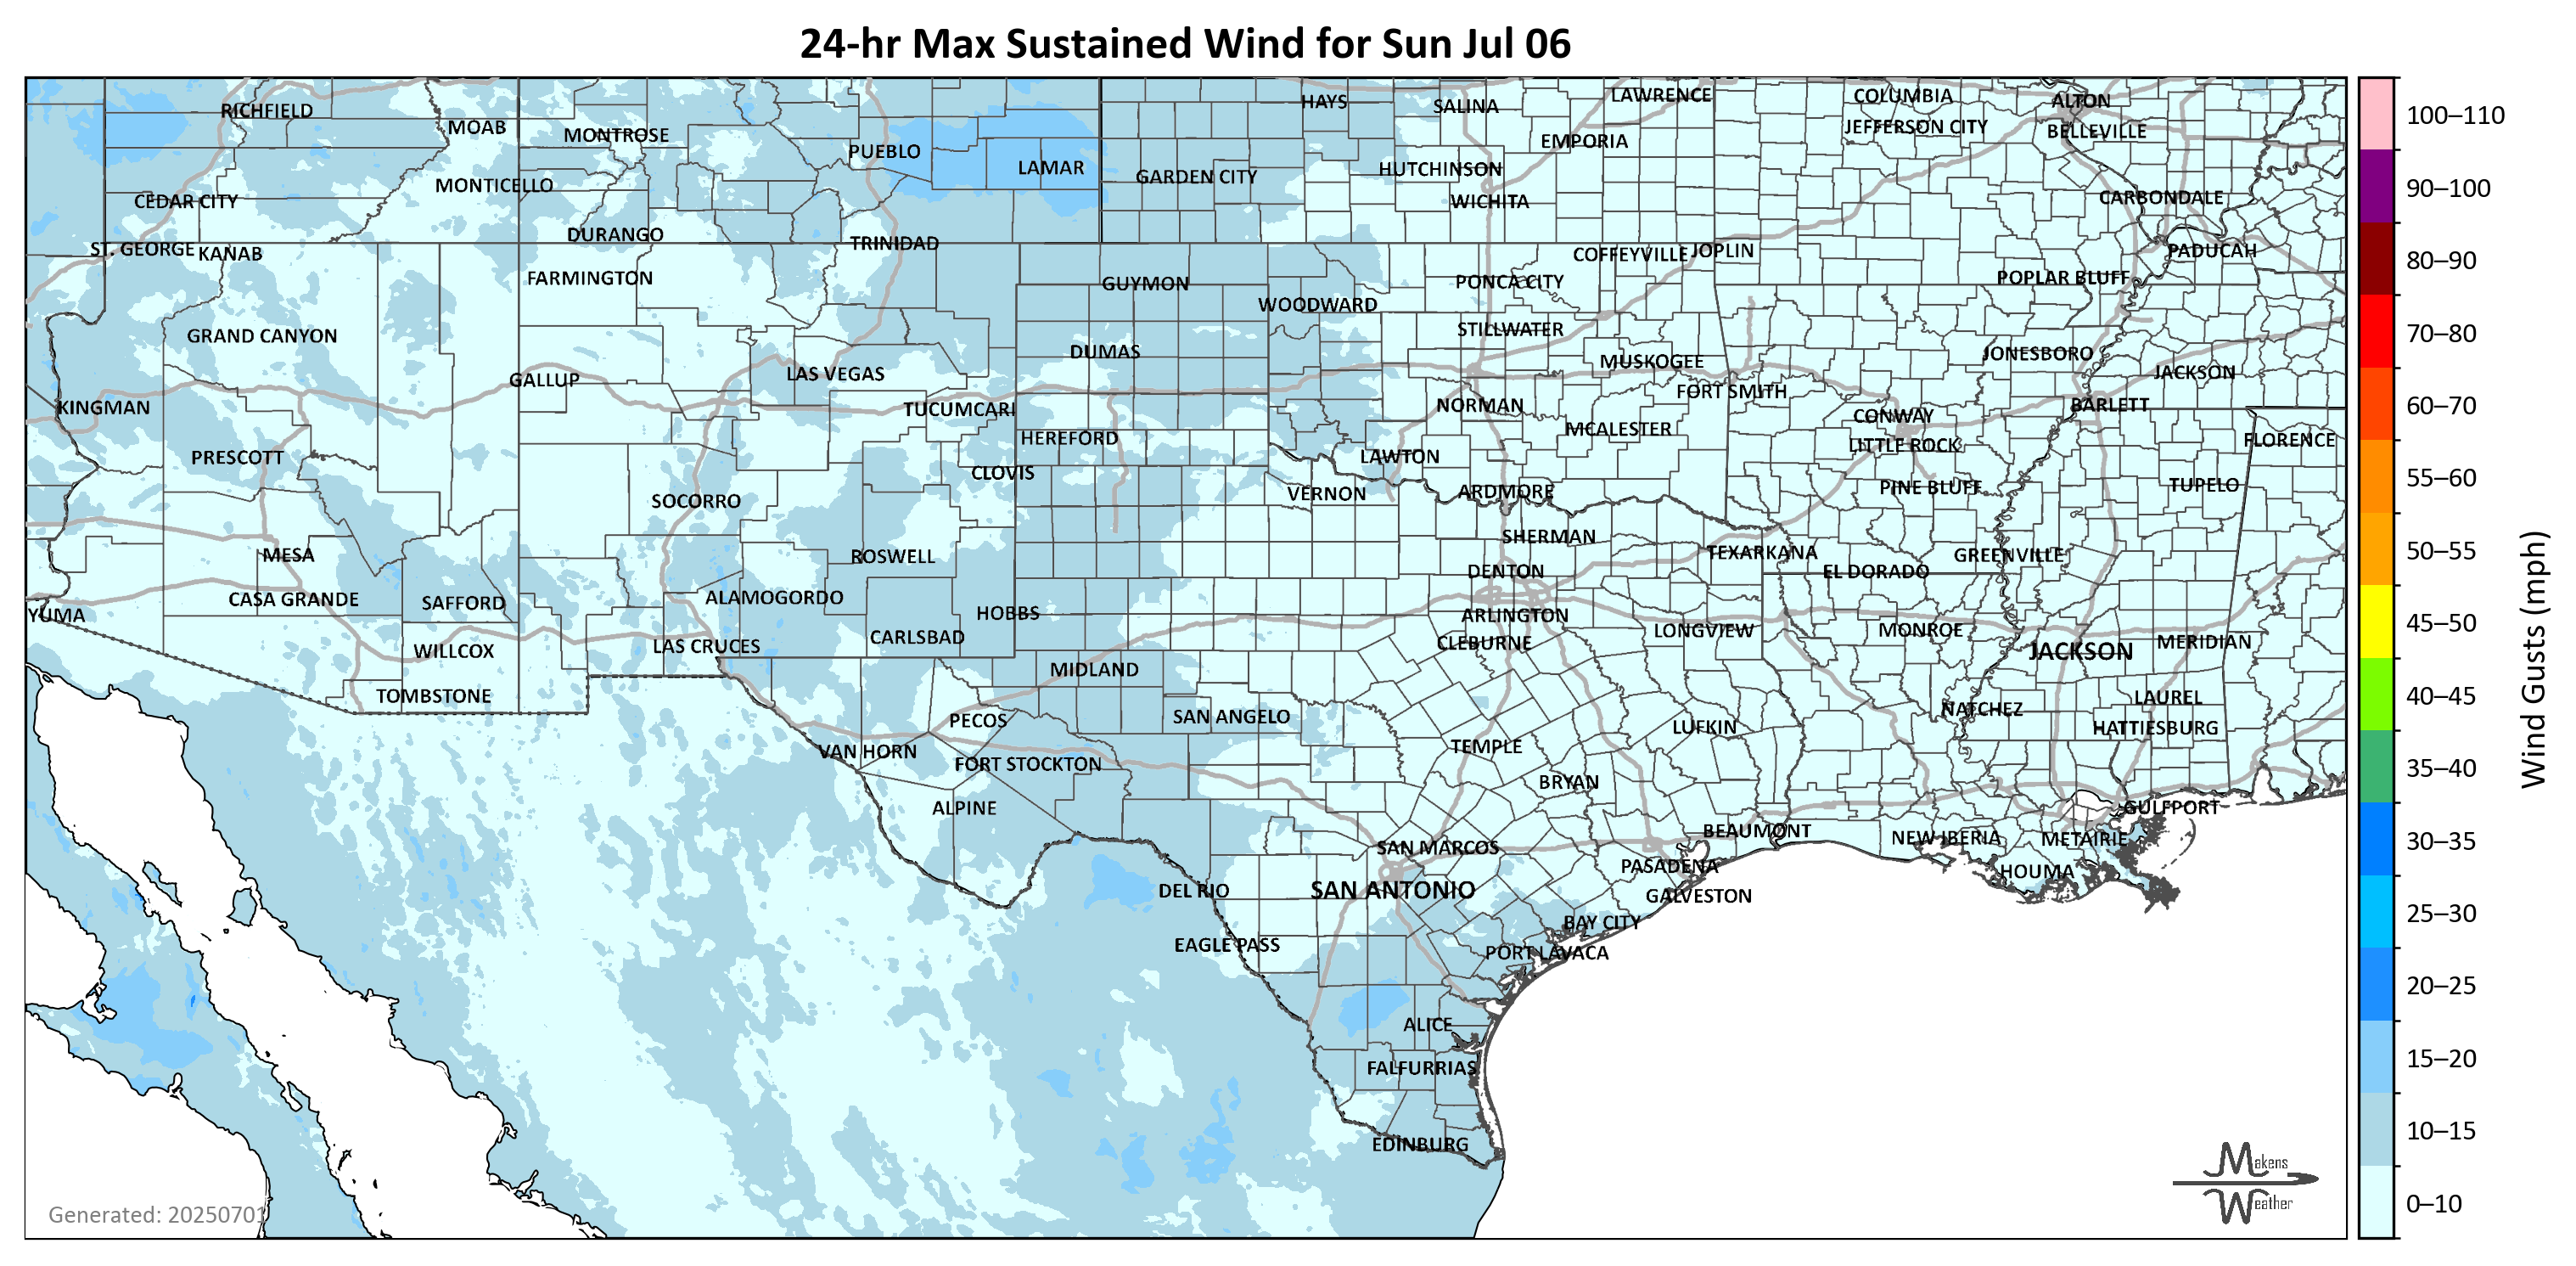 24-hr Max Sustained Wind for Sun Jul 06
RICHFIELD
MOAB
MONTROSE
PUEBLO
LAMAR
HAYS
SALINA
LAWRENCE
COLUMBIA
ALTON
EMPORIA
JEFFERSON CITY
BELLEVILLE
MONTICELLO
GARDEN CITY
HUTCHINSON
CEDAR CITY
WICHITA
CARBONDALE
DURANGO
TRINIDAD
ST. GEORGE
KANAB
COFFEYVILLE
JOPLIN
PADUCAH
FARMINGTON
GUYMON
PONCA CITY
POPLAR BLUFF
WOODWARD
GRAND CANYON
STILLWATER
DUMAS
MUSKOGEE
JONESBORO
GALLUP
LAS VEGAS
FORT SMITH
JACKSON
KINGMAN
TUCUMCARI
NORMAN
CONWAY
BARLETT
HEREFORD
MCALESTER
LITTLE ROCK
FLORENCE
PRESCOTT
CLOVIS
LAWTON
SOCORRO
VERNON
ARDMORE
PINE BLUFF
TUPELO
MESA
ROSWELL
SHERMAN
TEXARKANA
GREENVILLE
DENTON
EL DORADO
CASA GRANDE
SAFFORD
ALAMOGORDO
YUMA
HOBBS
ARLINGTON
LAS CRUCES
CARLSBAD
CLEBURNE
LONGVIEW
MONROE
WILLCOX
JACKSON
MERIDIAN
MIDLAND
TOMBSTONE
PECOS
SAN ANGELO
NATCHEZ
LAUREL
VAN HORN
TEMPLE
LUFKIN
HATTIESBURG
FORT STOCKTON
BRYAN
ALPINE
GULFPORT
SAN MARCOS
BEAUMONT
NEW IBERIA
METAIRIE
PASADENA
HOUMA
DEL RIO
SAN ANTONIO
GALVESTON
EAGLE PASS
BAY CITY
PORT LAVACA
ALICE
FALFURRIAS
EDINBURG
Generated: 20250701
Makens
Weather
100–110
90–100
80–90
70–80
60–70
55–60
50–55
45–50
40–45
35–40
30–35
25–30
20–25
15–20
10–15
0–10
Wind Gusts (mph)